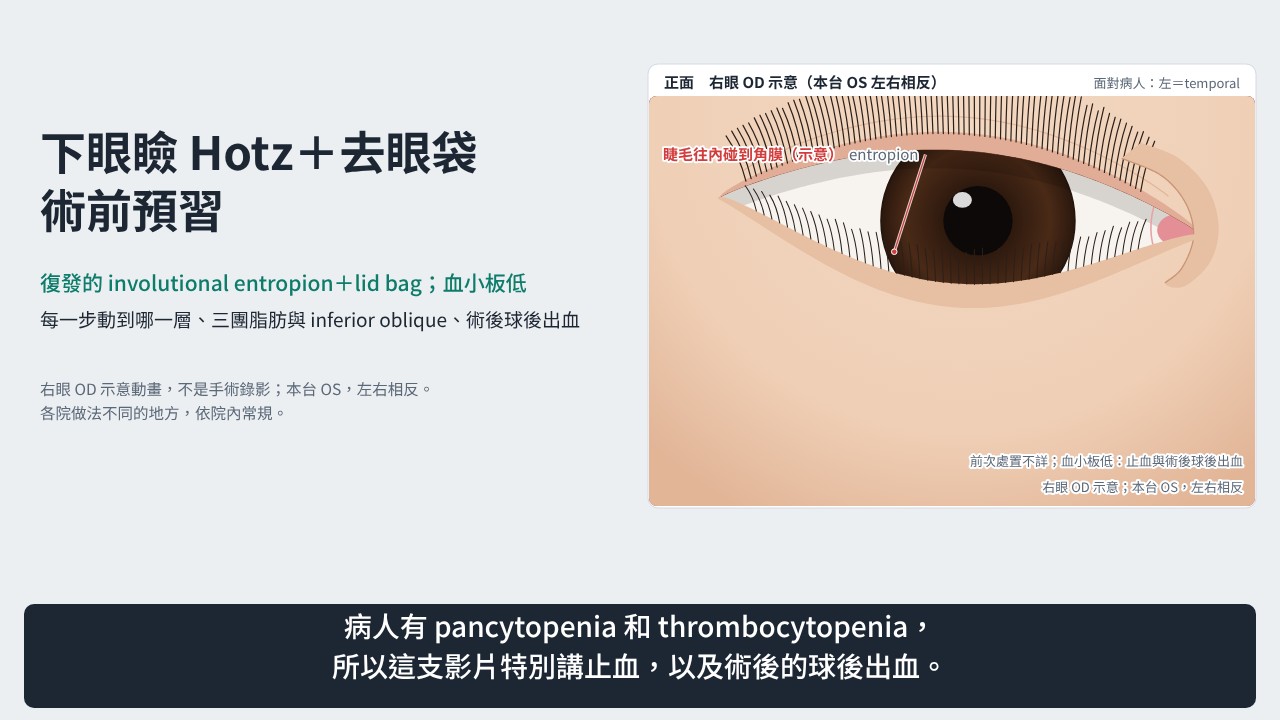 下眼瞼 Hotz＋去眼袋
術前預習
復發的 involutional entropion＋lid bag；血小板低
每一步動到哪一層、三團脂肪與 inferior oblique、術後球後出血
右眼 OD 示意動畫，不是手術錄影；本台 OS，左右相反。
各院做法不同的地方，依院內常規。
正面　右眼 OD 示意（本台 OS 左右相反）
面對病人：左＝temporal
睫毛往內碰到角膜（示意） entropion
前次處置不詳；血小板低：止血與術後球後出血
右眼 OD 示意；本台 OS，左右相反
病人有 pancytopenia 和 thrombocytopenia，
所以這支影片特別講止血，以及術後的球後出血。